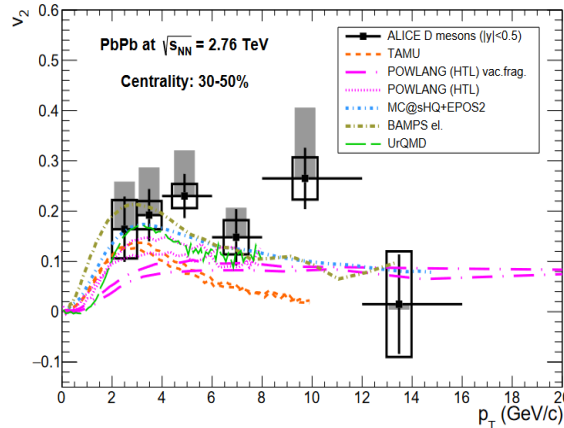 v₂
PbPb at √sNN = 2.76 TeV
Centrality: 30-50%
ALICE D mesons (|y|<0.5)
TAMU
POWLANG (HTL) vac.frag.
POWLANG (HTL)
MC@sHQ+EPOS2
BAMPS el.
UrQMD
0.6
0.5
0.4
0.3
0.2
0.1
0
−0.1
0 2 4 6 8 10 12 14 16 18 20
pT (GeV/c)